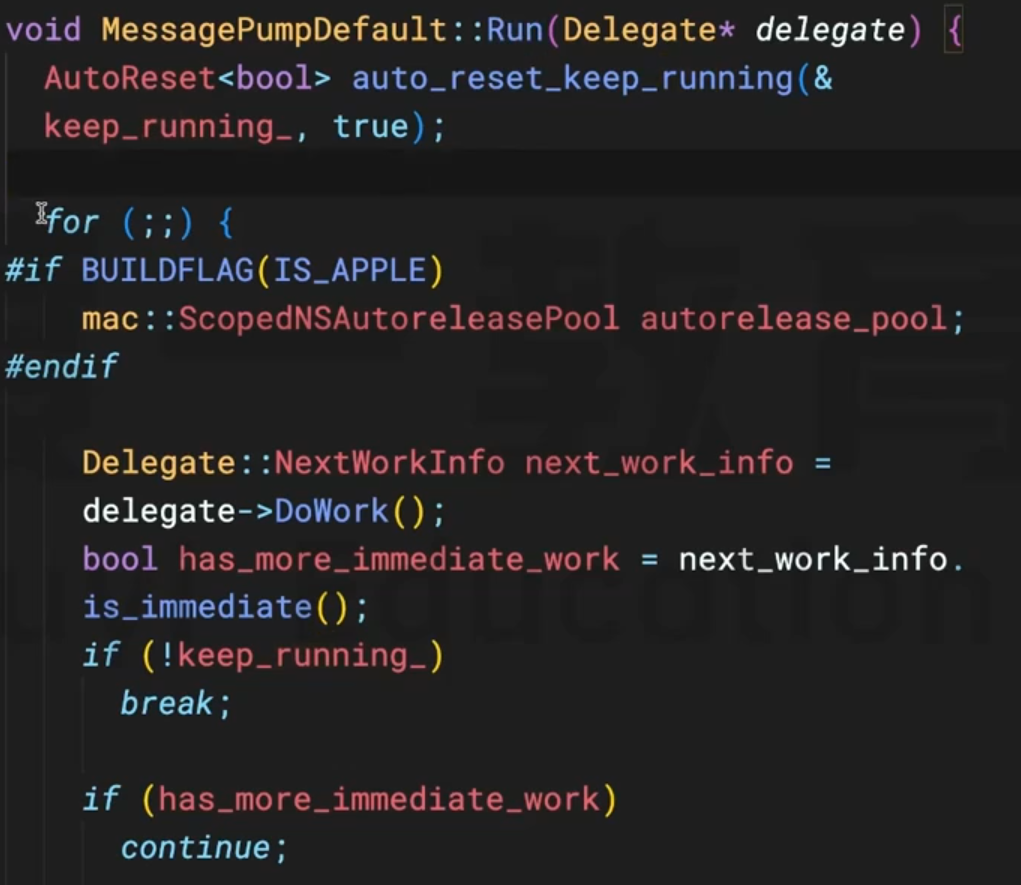 void MessagePumpDefault::Run(Delegate* delegate) {
  AutoReset<bool> auto_reset_keep_running(&
  keep_running_, true);

  for (;;) {
#if BUILDFLAG(IS_APPLE)
    mac::ScopedNSAutoreleasePool autorelease_pool;
#endif

    Delegate::NextWorkInfo next_work_info =
    delegate->DoWork();
    bool has_more_immediate_work = next_work_info.
    is_immediate();
    if (!keep_running_)
      break;

    if (has_more_immediate_work)
      continue;